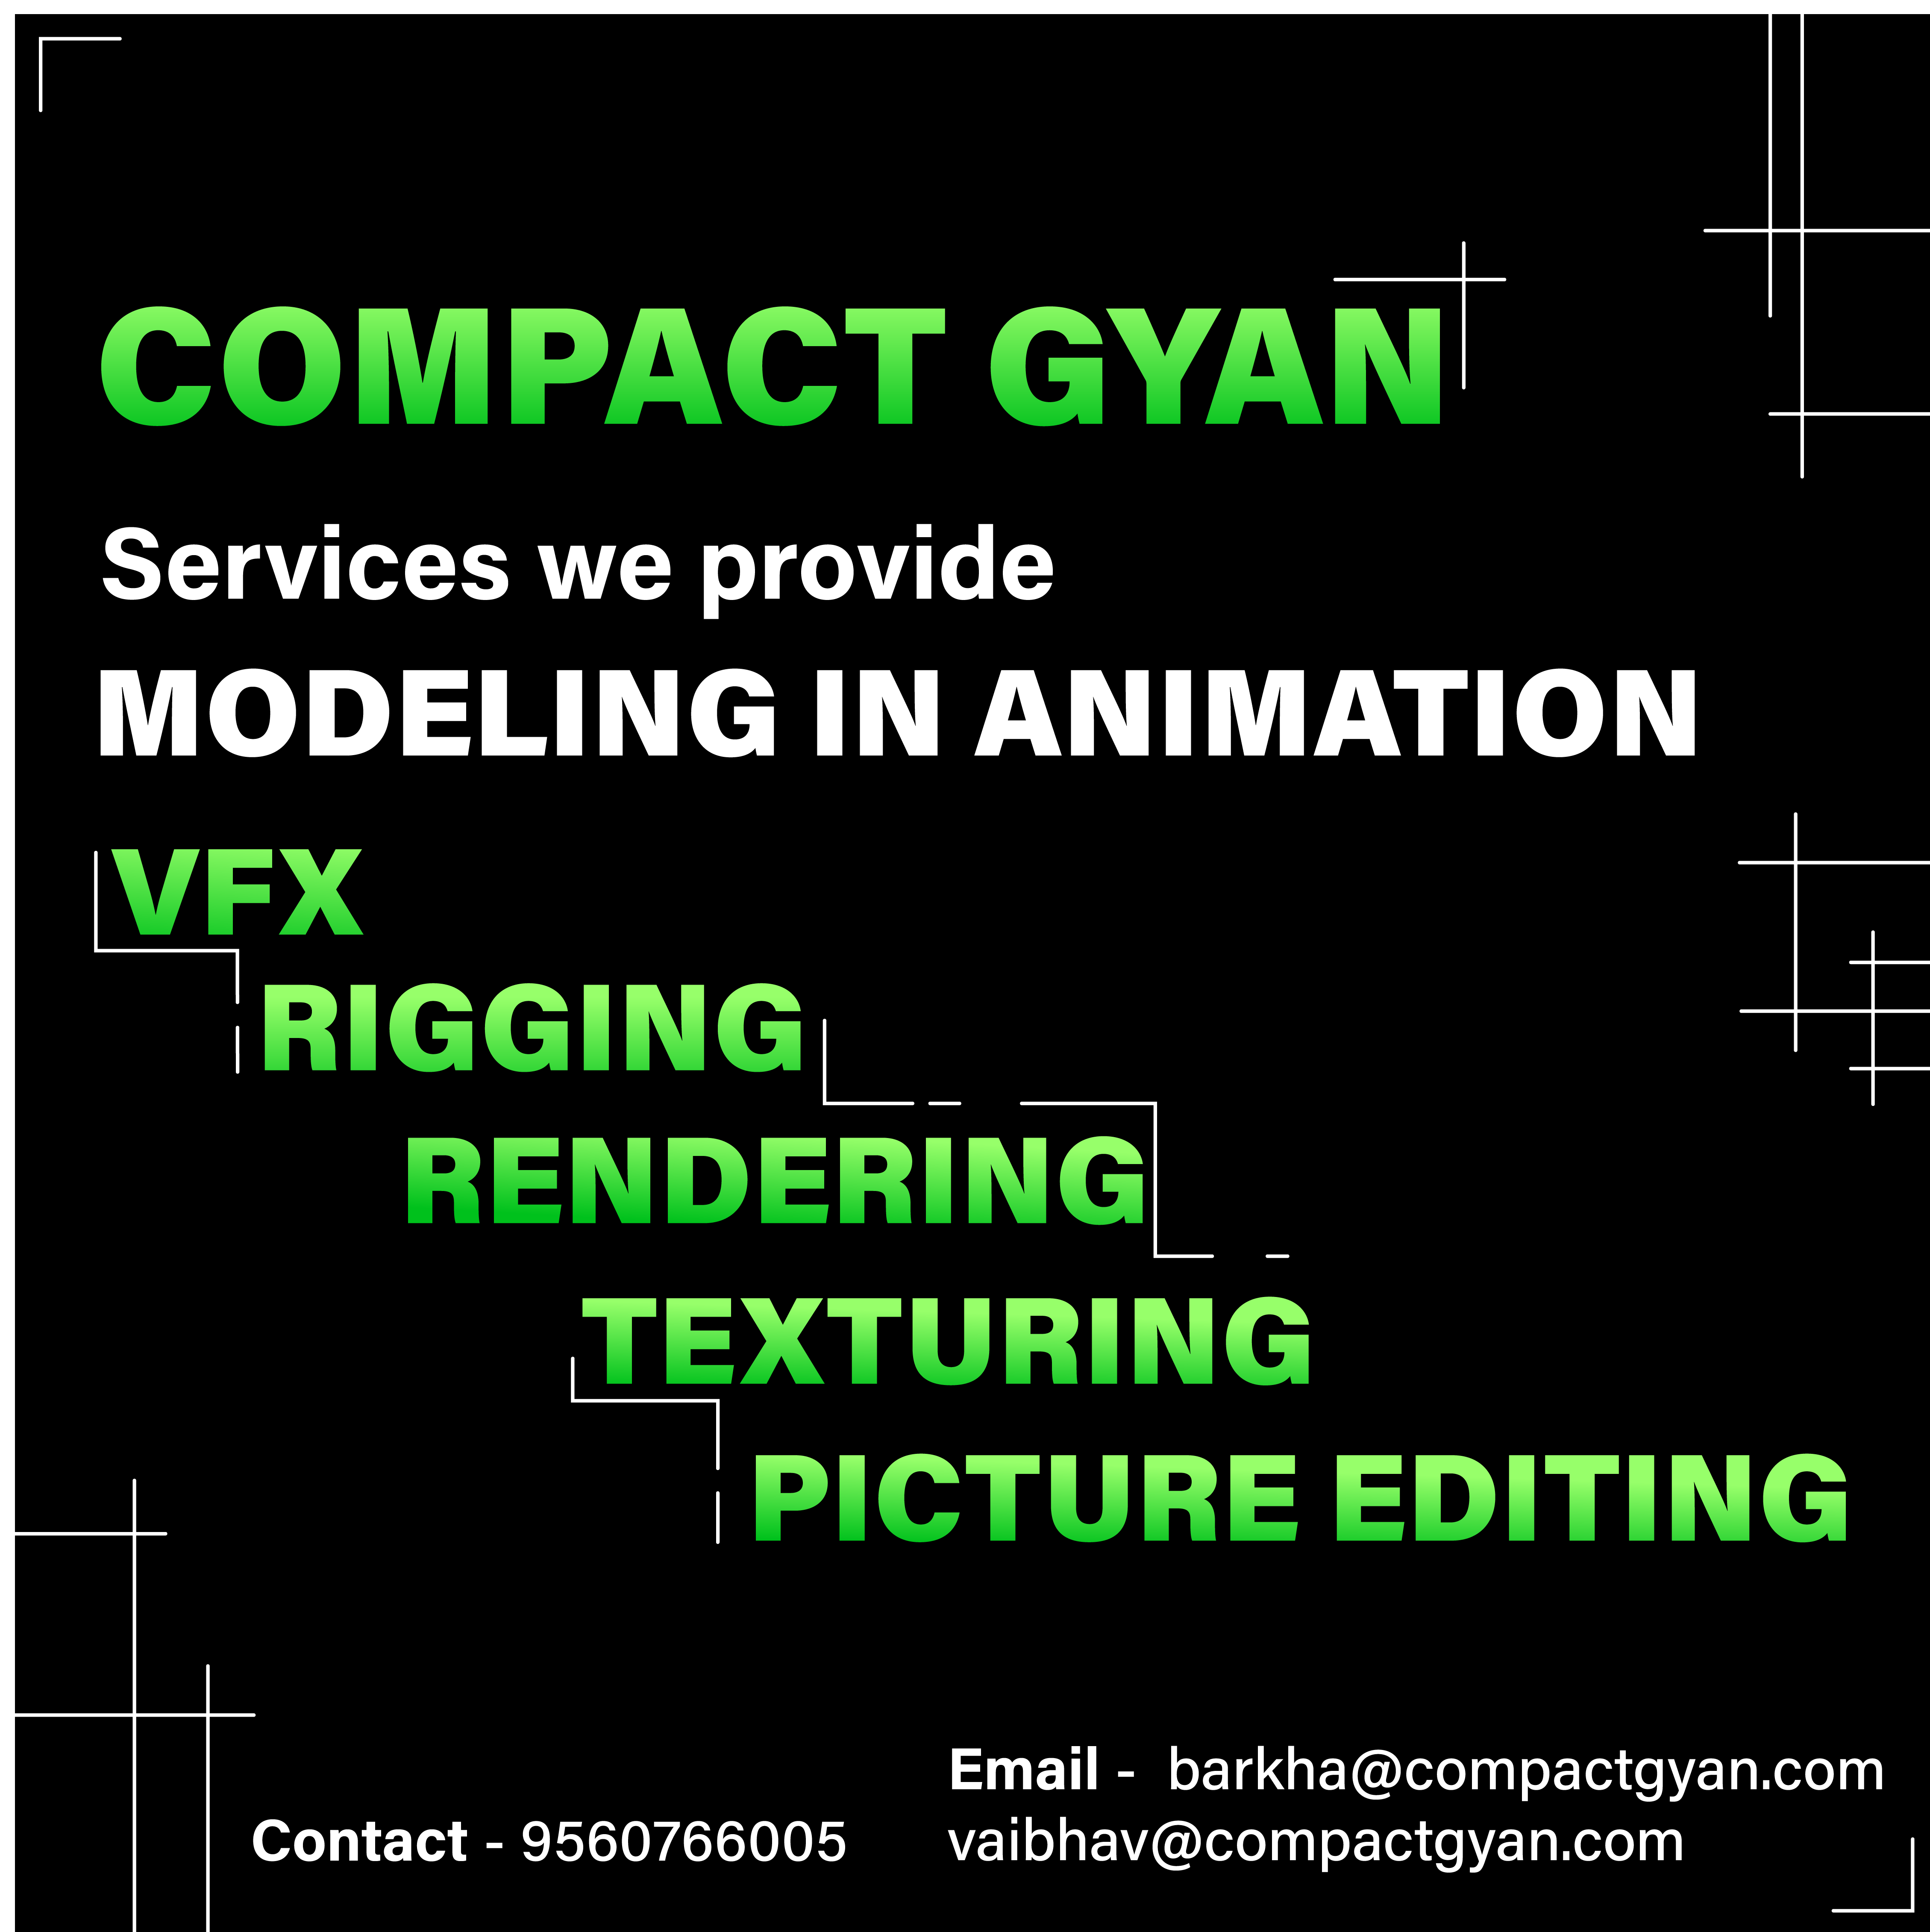 COMPACT GYAN
Services we provide
MODELING IN ANIMATION
VFX
RIGGING
RENDERING
TEXTURING
PICTURE EDITING
Email - barkha@compactgyan.com
Contact - 9560766005 vaibhav@compactgyan.com